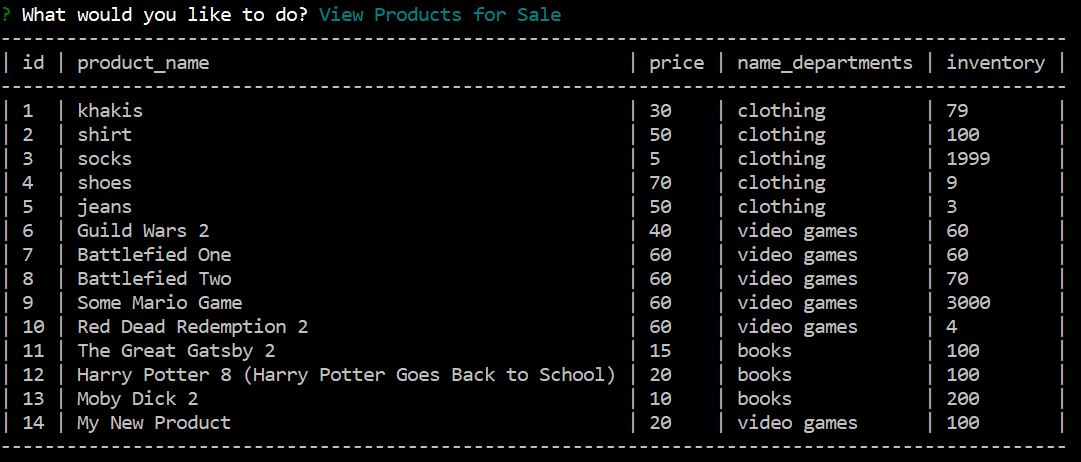 ? What would you like to do? View Products for Sale
-------------------------------------------------------------------------------------------------
| id | product_name                                      | price | name_departments | inventory |
-------------------------------------------------------------------------------------------------
| 1  | khakis                                            | 30    | clothing         | 79        |
| 2  | shirt                                             | 50    | clothing         | 100       |
| 3  | socks                                             | 5     | clothing         | 1999      |
| 4  | shoes                                             | 70    | clothing         | 9         |
| 5  | jeans                                             | 50    | clothing         | 3         |
| 6  | Guild Wars 2                                      | 40    | video games      | 60        |
| 7  | Battlefied One                                    | 60    | video games      | 60        |
| 8  | Battlefied Two                                    | 60    | video games      | 70        |
| 9  | Some Mario Game                                   | 60    | video games      | 3000      |
| 10 | Red Dead Redemption 2                             | 60    | video games      | 4         |
| 11 | The Great Gatsby 2                                | 15    | books            | 100       |
| 12 | Harry Potter 8 (Harry Potter Goes Back to School) | 20    | books            | 100       |
| 13 | Moby Dick 2                                       | 10    | books            | 200       |
| 14 | My New Product                                    | 20    | video games      | 100       |
-------------------------------------------------------------------------------------------------